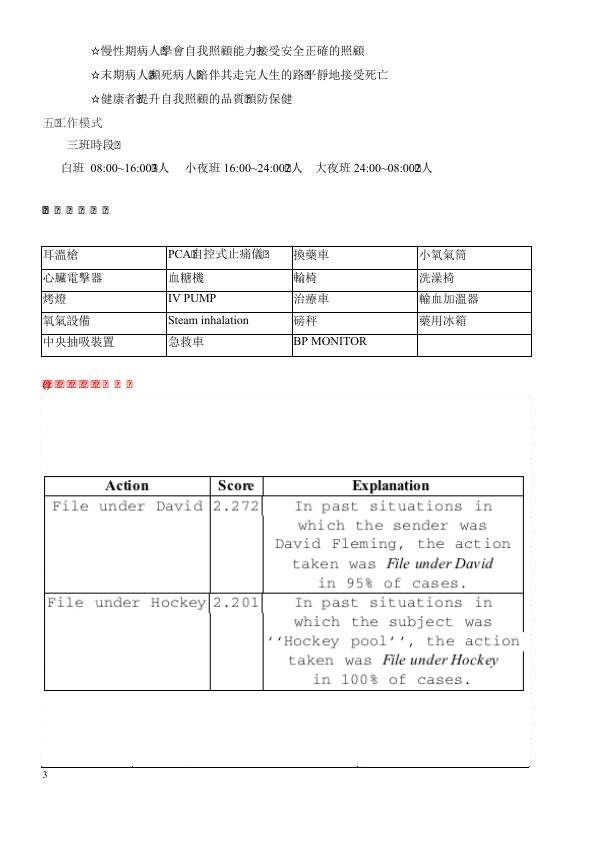 ☆慢性期病人學會自我照顧能力接受安全正確的照顧
☆末期病人瀕死病人陪伴其走完人生的路平靜地接受死亡
☆健康者提升自我照顧的品質預防保健
五工作模式
三班時段
白班 08:00~16:00 人 小夜班 16:00~24:00 人 大夜班 24:00~08:00 人
耳溫槍 PCA自控式止痛儀 換藥車 小氧氣筒
心臟電擊器 血糖機 輪椅 洗澡椅
烤燈 IV PUMP 治療車 輸血加溫器
氧氣設備 Steam inhalation 磅秤 藥用冰箱
中央抽吸裝置 急救車 BP MONITOR
Action Score Explanation
File under David 2.272 In past situations in
which the sender was
David Fleming, the action
taken was File under David
in 95% of cases.
File under Hockey 2.201 In past situations in
which the subject was
‘‘Hockey pool’’, the action
taken was File under Hockey
in 100% of cases.
3